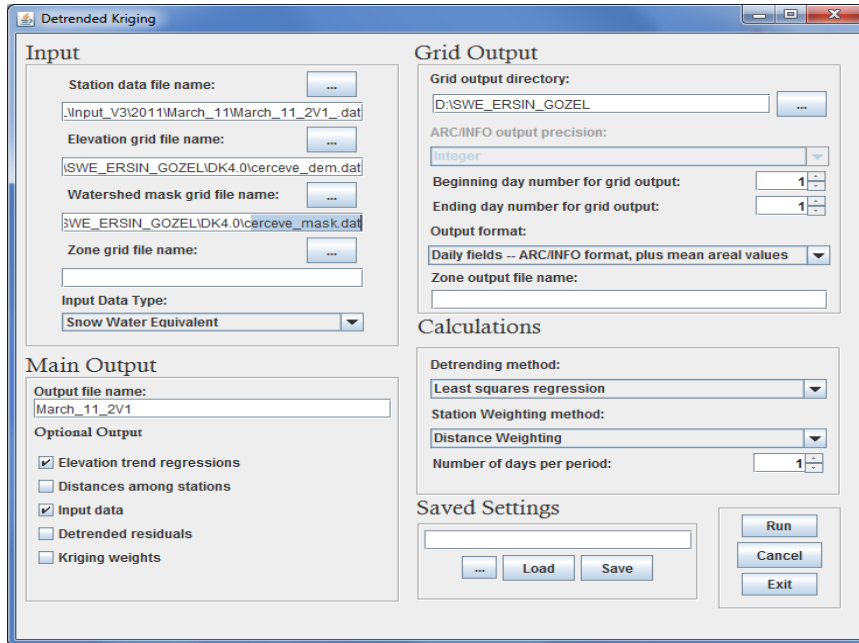 Detrended Kriging
Input
Station data file name:
...
.\Input_V3\2011\March_11\March_11_2V1_.dat
Elevation grid file name:
...
\SWE_ERSIN_GOZEL\DK4.0\cerceve_dem.dat
Watershed mask grid file name:
...
SWE_ERSIN_GOZEL\DK4.0\cerceve_mask.dat
Zone grid file name:
...
Input Data Type:
Snow Water Equivalent
Main Output
Output file name:
March_11_2V1
Optional Output
Elevation trend regressions
Distances among stations
Input data
Detrended residuals
Kriging weights
Grid Output
Grid output directory:
D:\SWE_ERSIN_GOZEL
...
ARC/INFO output precision:
Integer
Beginning day number for grid output:
1
Ending day number for grid output:
1
Output format:
Daily fields -- ARC/INFO format, plus mean areal values
Zone output file name:
Calculations
Detrending method:
Least squares regression
Station Weighting method:
Distance Weighting
Number of days per period:
1
Saved Settings
...
Load
Save
Run
Cancel
Exit